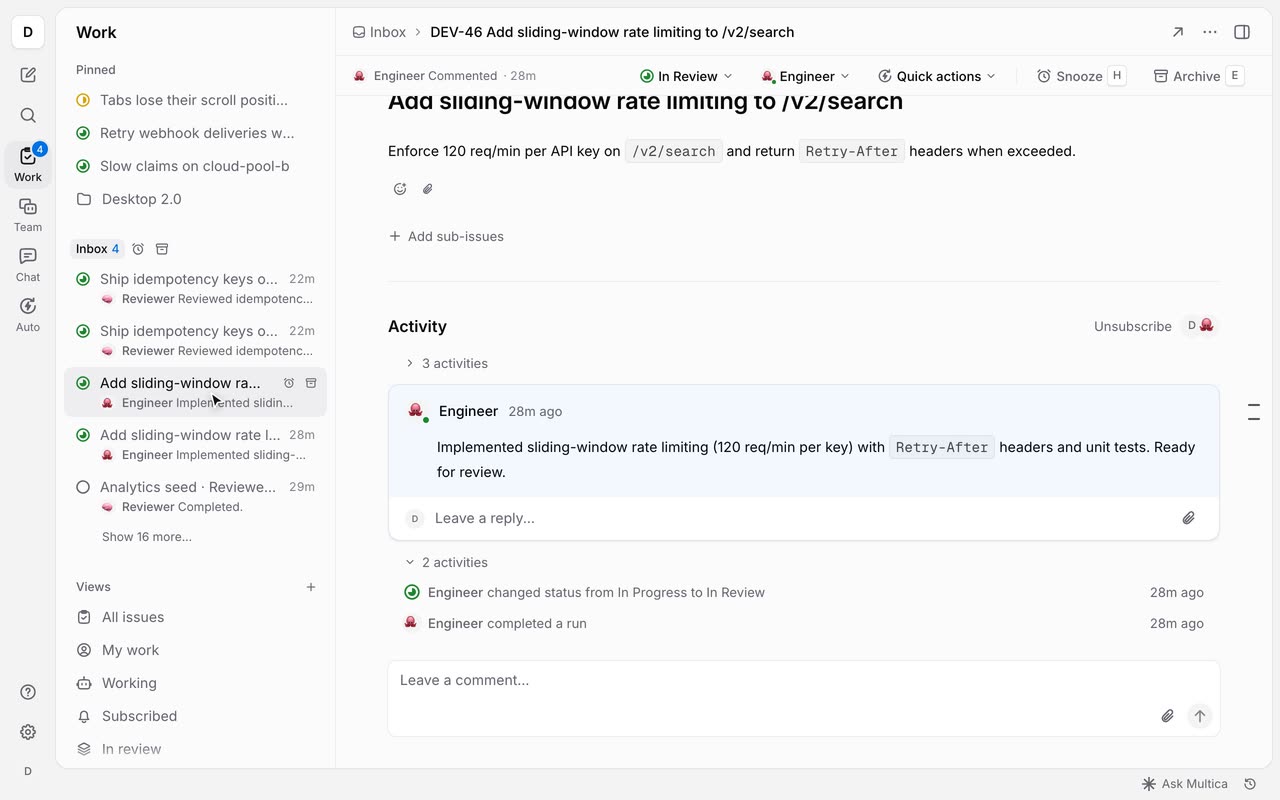 D
Work
Inbox
DEV-46 Add sliding-window rate limiting to /v2/search
Pinned
Engineer Commented · 28m
In Review
Engineer
Quick actions
Snooze H
Archive E
Tabs lose their scroll positi...
Retry webhook deliveries w...
Slow claims on cloud-pool-b
Desktop 2.0
4
Work
Team
Chat
Auto
Inbox 4
Ship idempotency keys o... 22m
Reviewer Reviewed idempotenc...
Ship idempotency keys o... 22m
Reviewer Reviewed idempotenc...
Add sliding-window ra...
Engineer Implemented slidin...
Add sliding-window rate l... 28m
Engineer Implemented sliding-...
Analytics seed · Reviewe... 29m
Reviewer Completed.
Show 16 more...
Views
All issues
My work
Working
Subscribed
In review
D
Add sliding-window rate limiting to /v2/search
Enforce 120 req/min per API key on /v2/search and return Retry-After headers when exceeded.
Add sub-issues
Activity
Unsubscribe
D
3 activities
Engineer 28m ago
Implemented sliding-window rate limiting (120 req/min per key) with Retry-After headers and unit tests. Ready
for review.
D
Leave a reply...
2 activities
Engineer changed status from In Progress to In Review 28m ago
Engineer completed a run 28m ago
Leave a comment...
Ask Multica